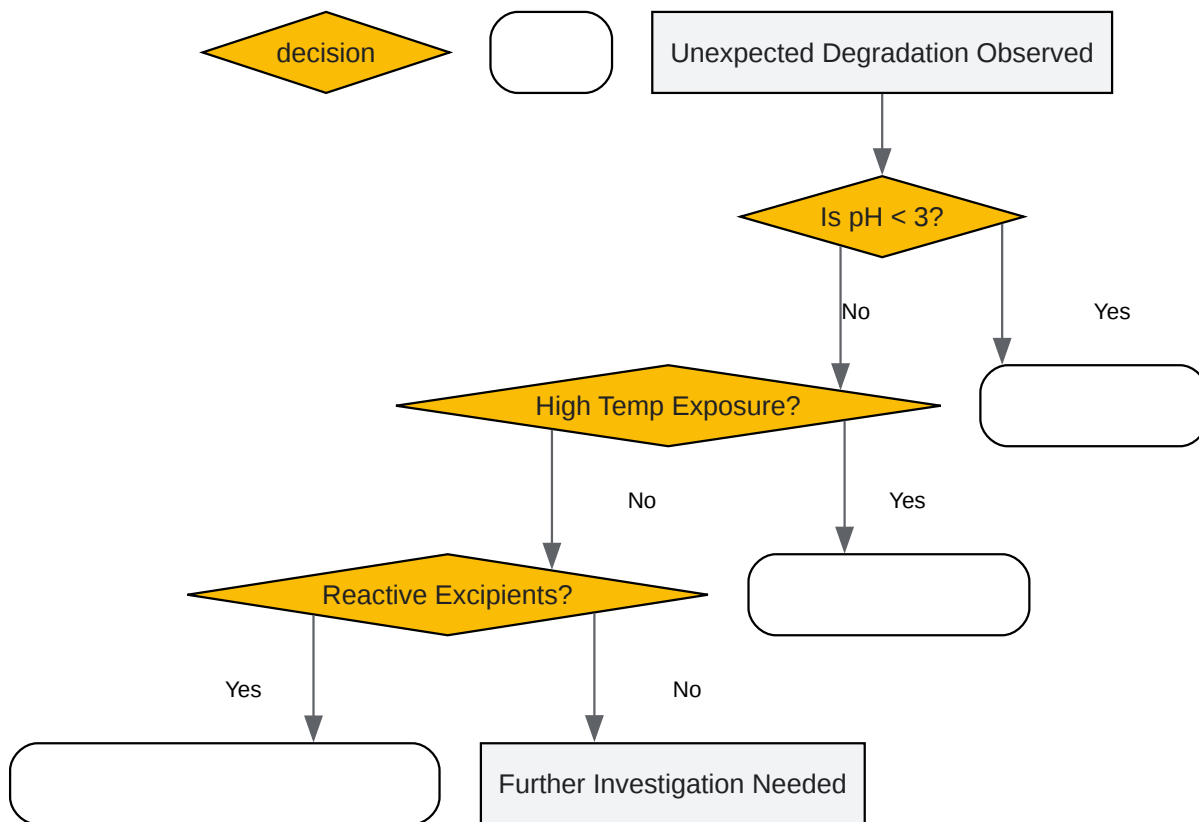 decision
Unexpected Degradation Observed
Is pH < 3?
No
Yes
High Temp Exposure?
No
Yes
Reactive Excipients?
Yes
No
Further Investigation Needed